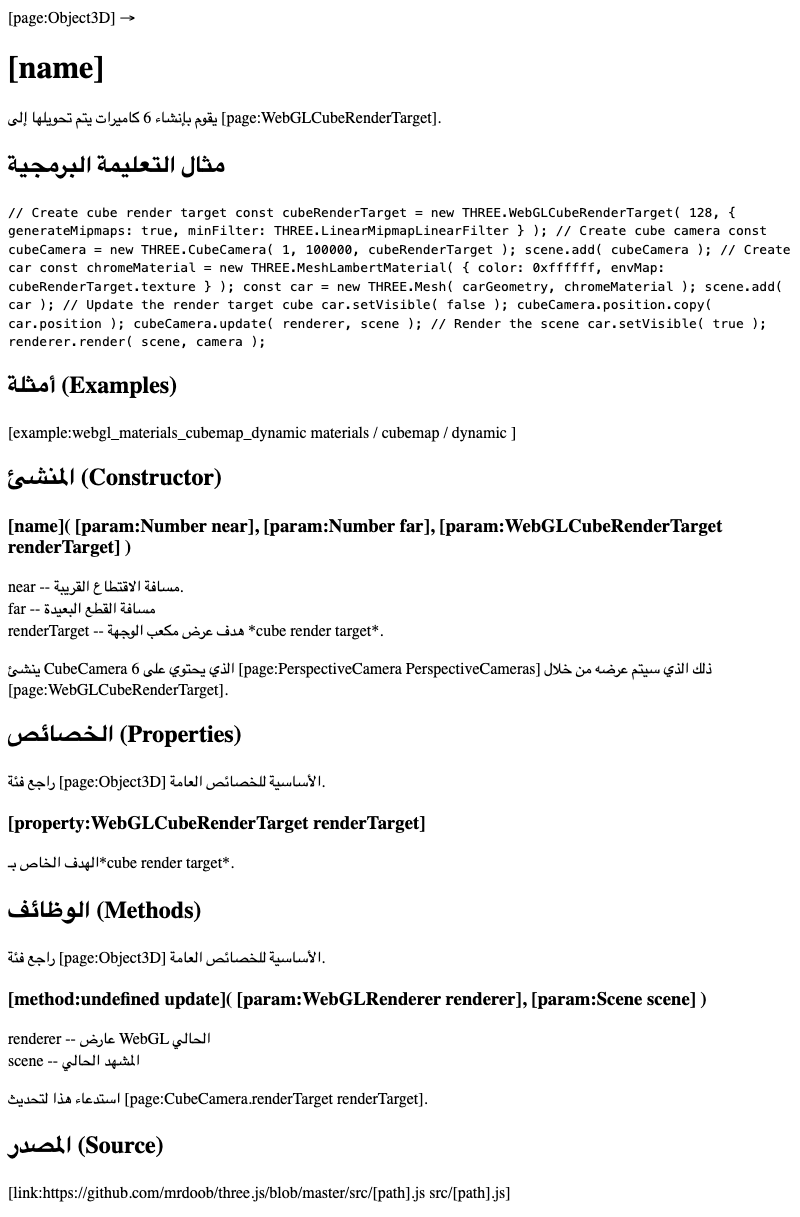 [page:Object3D] →
[name]
يقوم بإنشاء 6 كاميرات يتم تحويلها إلى [page:WebGLCubeRenderTarget].
مثال التعليمة البرمجية
// Create cube render target const cubeRenderTarget = new THREE.WebGLCubeRenderTarget( 128, {
generateMipmaps: true, minFilter: THREE.LinearMipmapLinearFilter } ); // Create cube camera const
cubeCamera = new THREE.CubeCamera( 1, 100000, cubeRenderTarget ); scene.add( cubeCamera ); // Create
car const chromeMaterial = new THREE.MeshLambertMaterial( { color: 0xffffff, envMap:
cubeRenderTarget.texture } ); const car = new THREE.Mesh( carGeometry, chromeMaterial ); scene.add(
car ); // Update the render target cube car.setVisible( false ); cubeCamera.position.copy(
car.position ); cubeCamera.update( renderer, scene ); // Render the scene car.setVisible( true );
renderer.render( scene, camera );
أمثلة (Examples)
[example:webgl_materials_cubemap_dynamic materials / cubemap / dynamic ]
المنشئ (Constructor)
[name]( [param:Number near], [param:Number far], [param:WebGLCubeRenderTarget
renderTarget] )
near -- مسافة الاقتطاع القريبة.
far -- مسافة القطع البعيدة
renderTarget -- هدف عرض مكعب الوجهة *cube render target*.
ينشئ CubeCamera الذي يحتوي على 6 [page:PerspectiveCamera PerspectiveCameras] ذلك الذي سيتم عرضه من خلال
[page:WebGLCubeRenderTarget].
الخصائص (Properties)
راجع فئة [page:Object3D] الأساسية للخصائص العامة.
[property:WebGLCubeRenderTarget renderTarget]
الهدف الخاص بـ*cube render target*.
الوظائف (Methods)
راجع فئة [page:Object3D] الأساسية للخصائص العامة.
[method:undefined update]( [param:WebGLRenderer renderer], [param:Scene scene] )
renderer -- عارض WebGL الحالي
scene -- المشهد الحالي
استدعاء هذا لتحديث [page:CubeCamera.renderTarget renderTarget].
المصدر (Source)
[link:https://github.com/mrdoob/three.js/blob/master/src/[path].js src/[path].js]